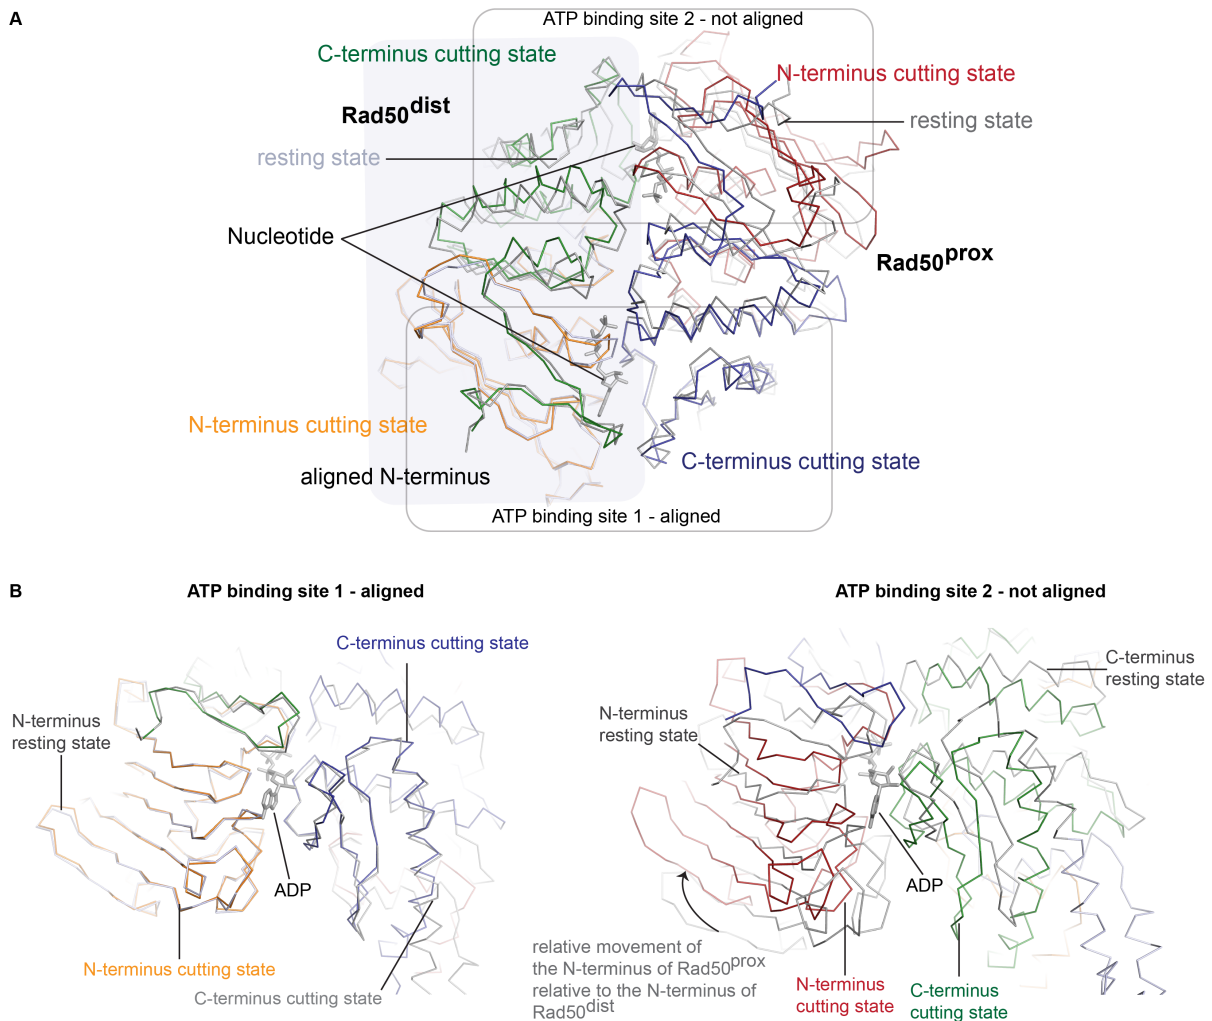 A
ATP binding site 2 - not aligned
C-terminus cutting state
N-terminus cutting state
Rad50dist
resting state
resting state
Nucleotide
Rad50prox
N-terminus cutting state
aligned N-terminus
C-terminus cutting state
ATP binding site 1 - aligned
B
ATP binding site 1 - aligned
ATP binding site 2 - not aligned
C-terminus cutting state
N-terminus
resting state
ADP
N-terminus cutting state
C-terminus cutting state
C-terminus
resting state
N-terminus
resting state
ADP
relative movement of
the N-terminus of Rad50prox
relative to the N-terminus of
Rad50dist
N-terminus
cutting state
C-terminus
cutting state